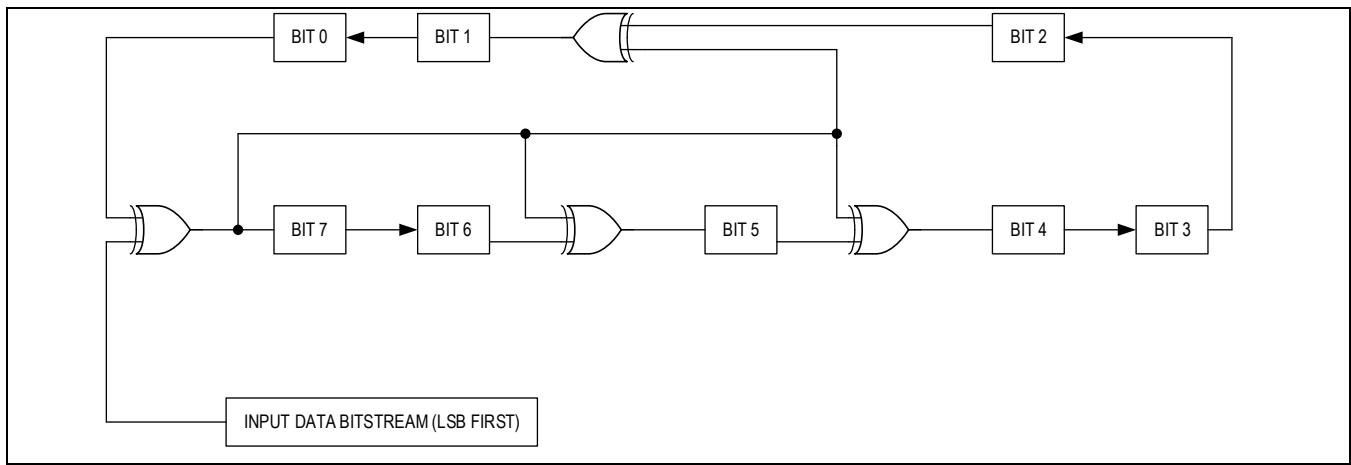 BIT 0
BIT 1
BIT 2
BIT 7
BIT 6
BIT 5
BIT 4
BIT 3
INPUT DATA BITSTREAM (LSB FIRST)